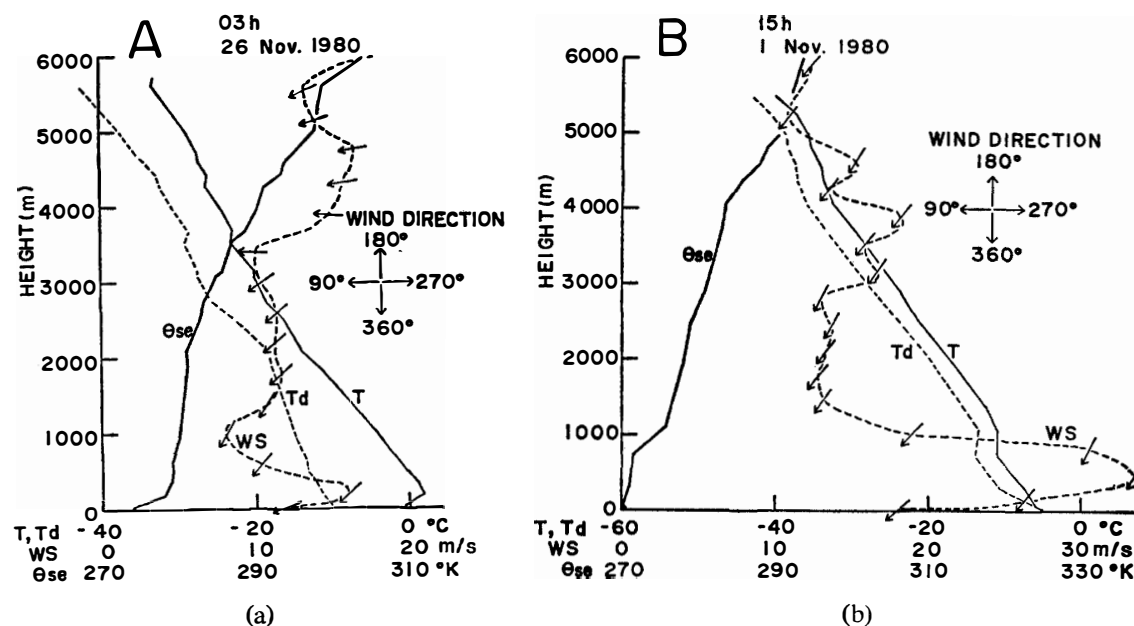 A
03h
26 Nov. 1980
6000
5000
4000
3000
2000
1000
0
HEIGHT (m)
WIND DIRECTION
180°
90°
270°
360°
θse
Td
T
WS
T, Td -40 -20 0 °C
WS 0 10 20 m/s
θse 270 290 310 °K
(a)
B
15h
1 Nov. 1980
6000
5000
4000
3000
2000
1000
0
HEIGHT (m)
WIND DIRECTION
180°
90°
270°
360°
θse
Td
T
WS
T, Td -60 -40 -20 0 °C
WS 0 10 20 30 m/s
θse 270 290 310 330 °K
(b)